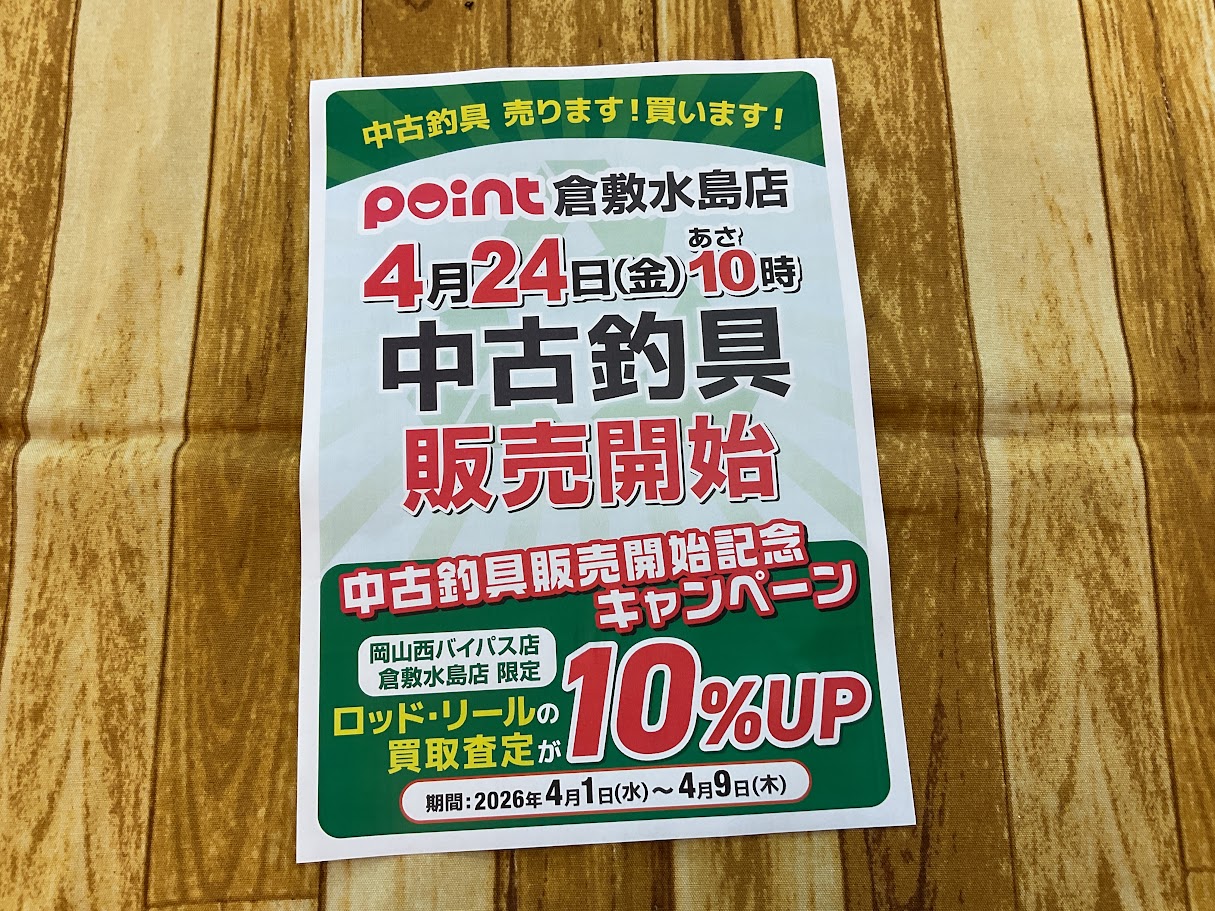 中古釣具 売ります！買います！
point 倉敷水島店
あさ
4月24日(金)10時
中古釣具
販売開始
中古釣具販売開始記念
キャンペーン
岡山西バイパス店
倉敷水島店 限定
ロッド・リールの
買取査定が
10%UP
期間：2026年4月1日(水)～4月9日(木)